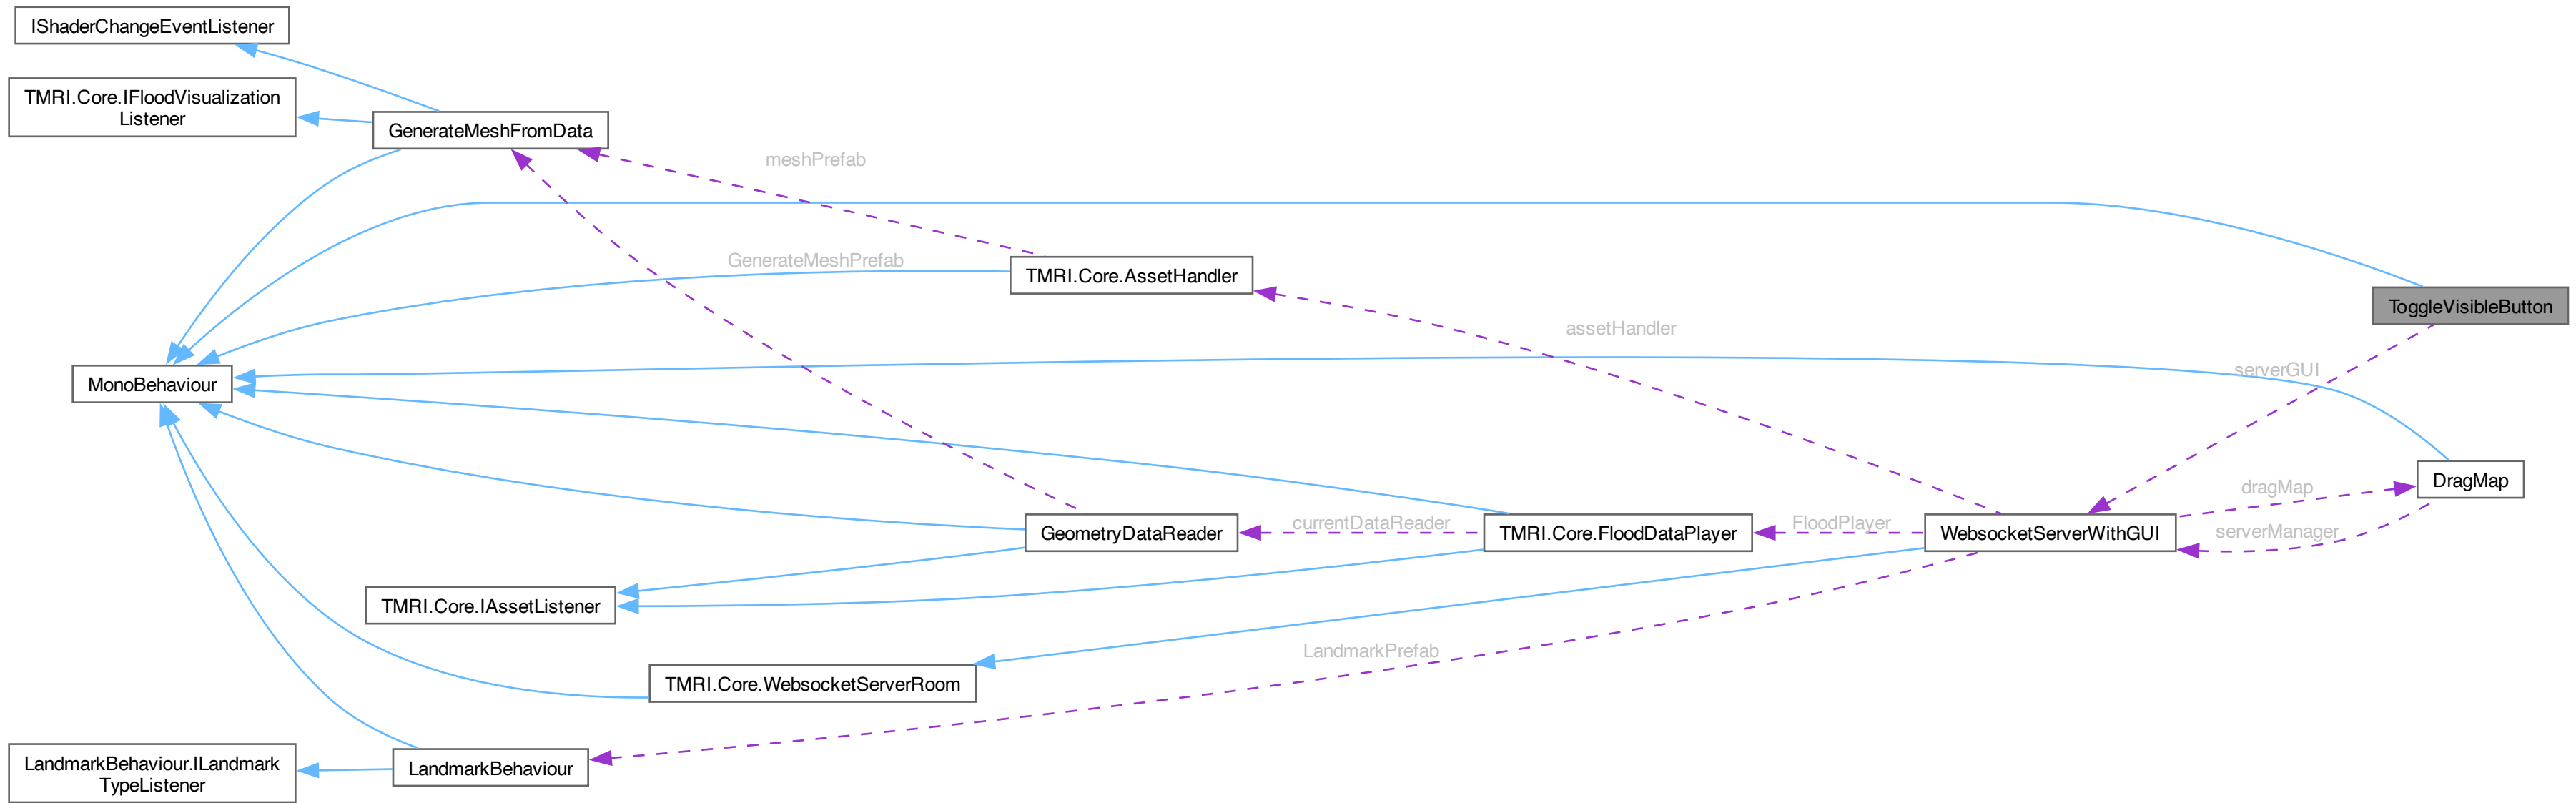 IShaderChangeEventListener
TMRI.Core.IFloodVisualization
Listener
GenerateMeshFromData
meshPrefab
GenerateMeshPrefab
TMRI.Core.AssetHandler
ToggleVisibleButton
assetHandler
serverGUI
MonoBehaviour
DragMap
dragMap
GeometryDataReader
currentDataReader
TMRI.Core.FloodDataPlayer
FloodPlayer
WebsocketServerWithGUI
serverManager
TMRI.Core.IAssetListener
LandmarkPrefab
TMRI.Core.WebsocketServerRoom
LandmarkBehaviour.ILandmark
TypeListener
LandmarkBehaviour